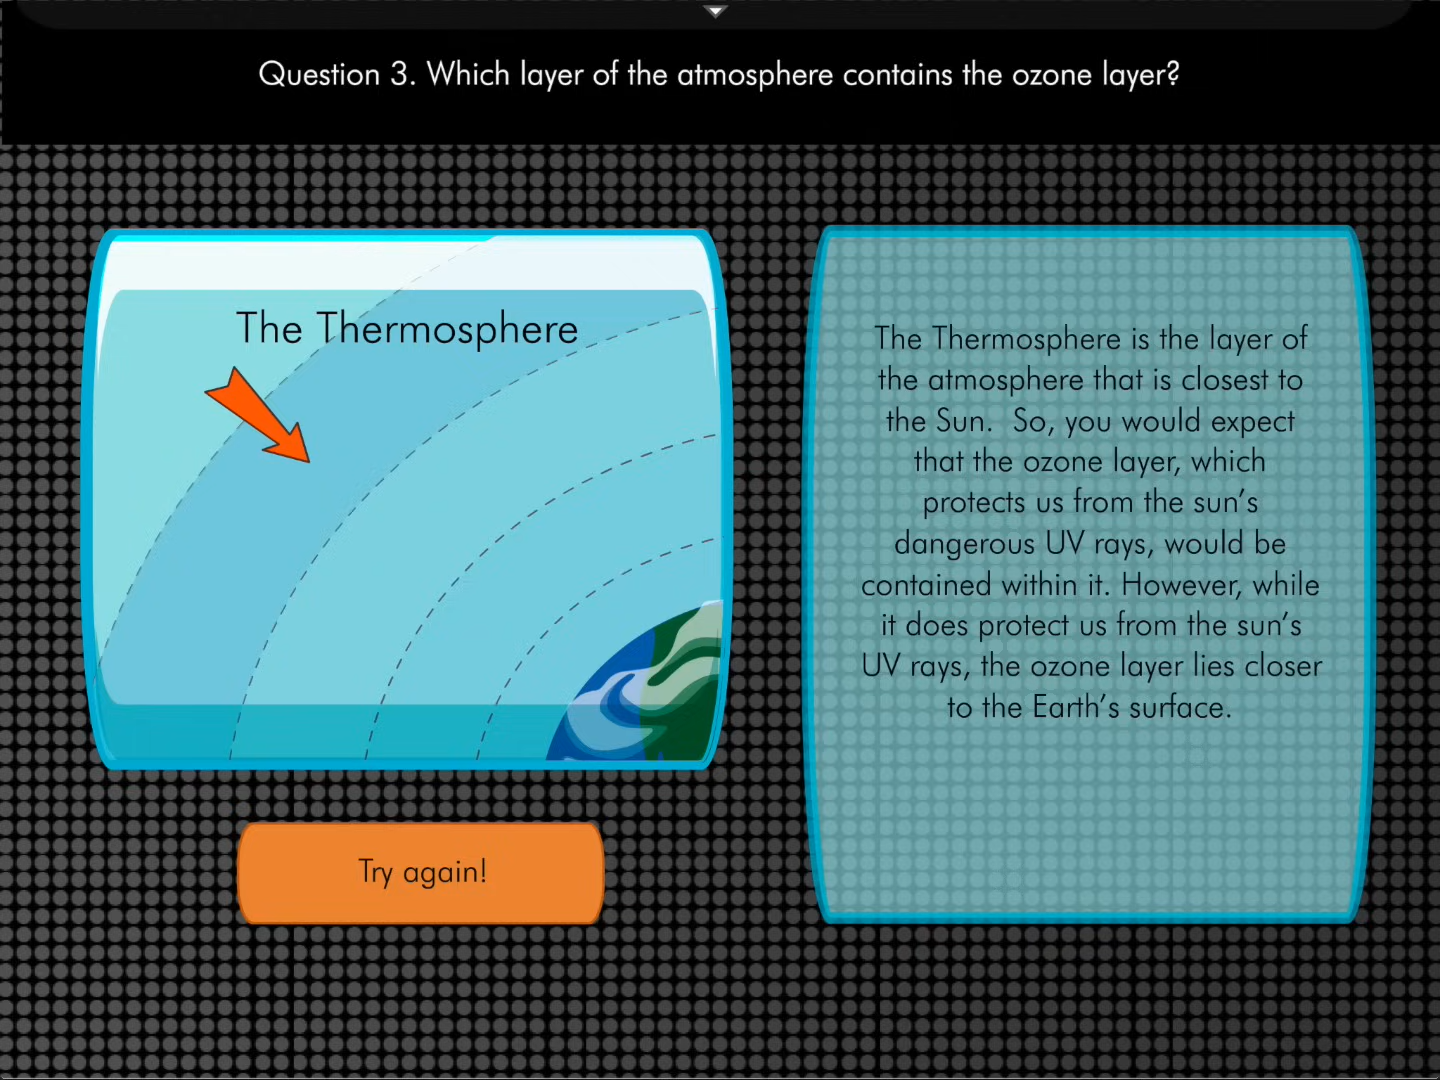 Question 3. Which layer of the atmosphere contains the ozone layer?
The Thermosphere
The Thermosphere is the layer of
the atmosphere that is closest to
the Sun.  So, you would expect
that the ozone layer, which
protects us from the sun's
dangerous UV rays, would be
contained within it. However, while
it does protect us from the sun's
UV rays, the ozone layer lies closer
to the Earth's surface.
Try again!